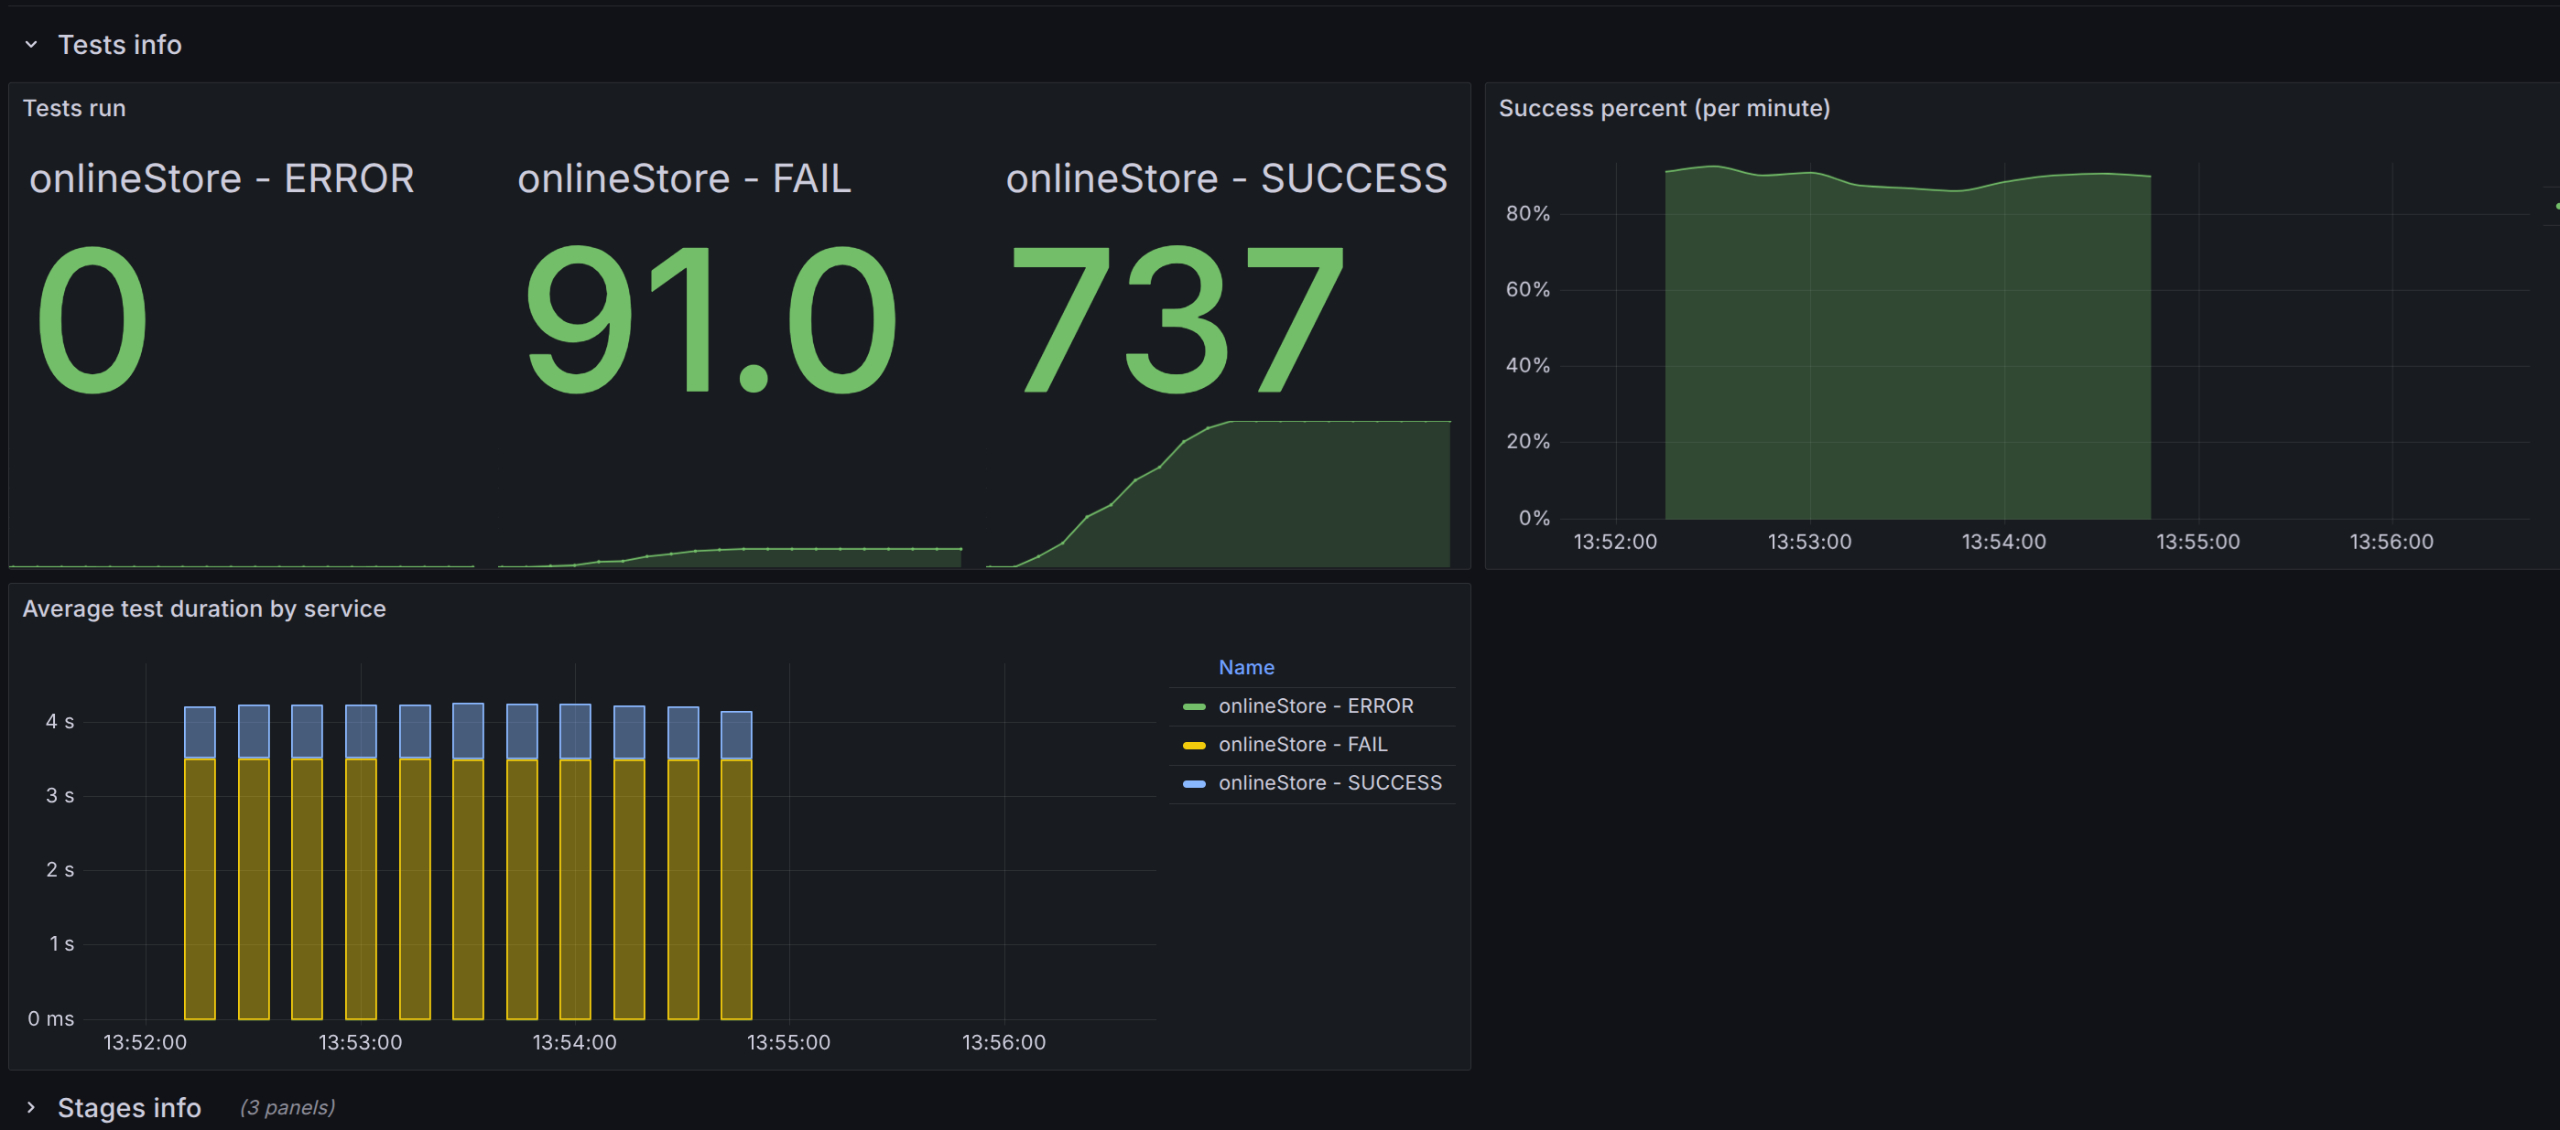 Tests info
Tests run
onlineStore - ERROR
0
onlineStore - FAIL
91.0
onlineStore - SUCCESS
737
Success percent (per minute)
80%
60%
40%
20%
0%
13:52:00 13:53:00 13:54:00 13:55:00 13:56:00
Average test duration by service
4 s
3 s
2 s
1 s
0 ms
13:52:00 13:53:00 13:54:00 13:55:00 13:56:00
Name
onlineStore - ERROR
onlineStore - FAIL
onlineStore - SUCCESS
Stages info (3 panels)